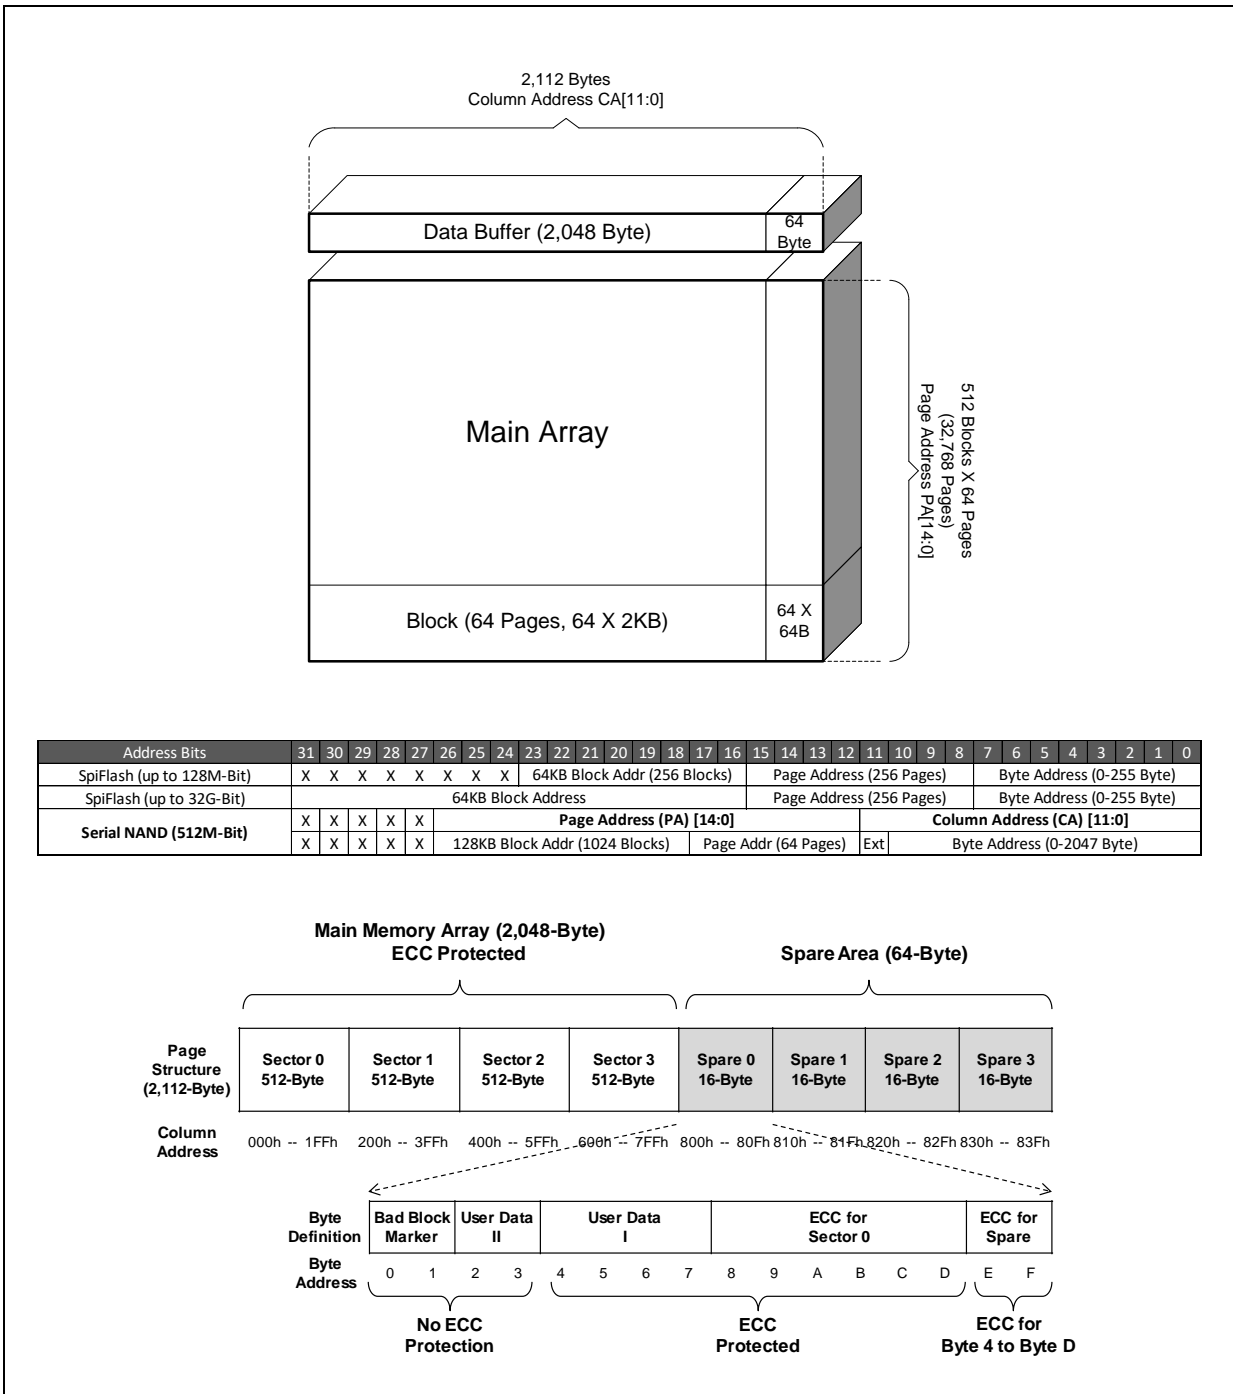 2,112 Bytes
Column Address CA[11:0]
Data Buffer (2,048 Byte)
64
Byte
Main Array
512 Blocks X 64 Pages
(32,768 Pages)
Page Address PA[14:0]
Block (64 Pages, 64 X 2KB)
64 X
64B
Address Bits 31 30 29 28 27 26 25 24 23 22 21 20 19 18 17 16 15 14 13 12 11 10 9 8 7 6 5 4 3 2 1 0
SpiFlash (up to 128M-Bit) X X X X X X X X 64KB Block Addr (256 Blocks) Page Address (256 Pages) Byte Address (0-255 Byte)
SpiFlash (up to 32G-Bit) 64KB Block Address Page Address (256 Pages) Byte Address (0-255 Byte)
Serial NAND (512M-Bit) X X X X X Page Address (PA) [14:0] Column Address (CA) [11:0]
X X X X X 128KB Block Addr (1024 Blocks) Page Addr (64 Pages) Ext Byte Address (0-2047 Byte)
Main Memory Array (2,048-Byte)
ECC Protected
Spare Area (64-Byte)
Page
Structure
(2,112-Byte)
Sector 0
512-Byte
Sector 1
512-Byte
Sector 2
512-Byte
Sector 3
512-Byte
Spare 0
16-Byte
Spare 1
16-Byte
Spare 2
16-Byte
Spare 3
16-Byte
Column
Address
000h -- 1FFh 200h -- 3FFh 400h -- 5FFh 600h -- 7FFh 800h -- 80Fh 810h -- 81Fh 820h -- 82Fh 830h -- 83Fh
Byte
Definition
Bad Block
Marker
User Data
II
User Data
I
ECC for
Sector 0
ECC for
Spare
Byte
Address
0 1 2 3 4 5 6 7 8 9 A B C D E F
No ECC
Protection
ECC
Protected
ECC for
Byte 4 to Byte D